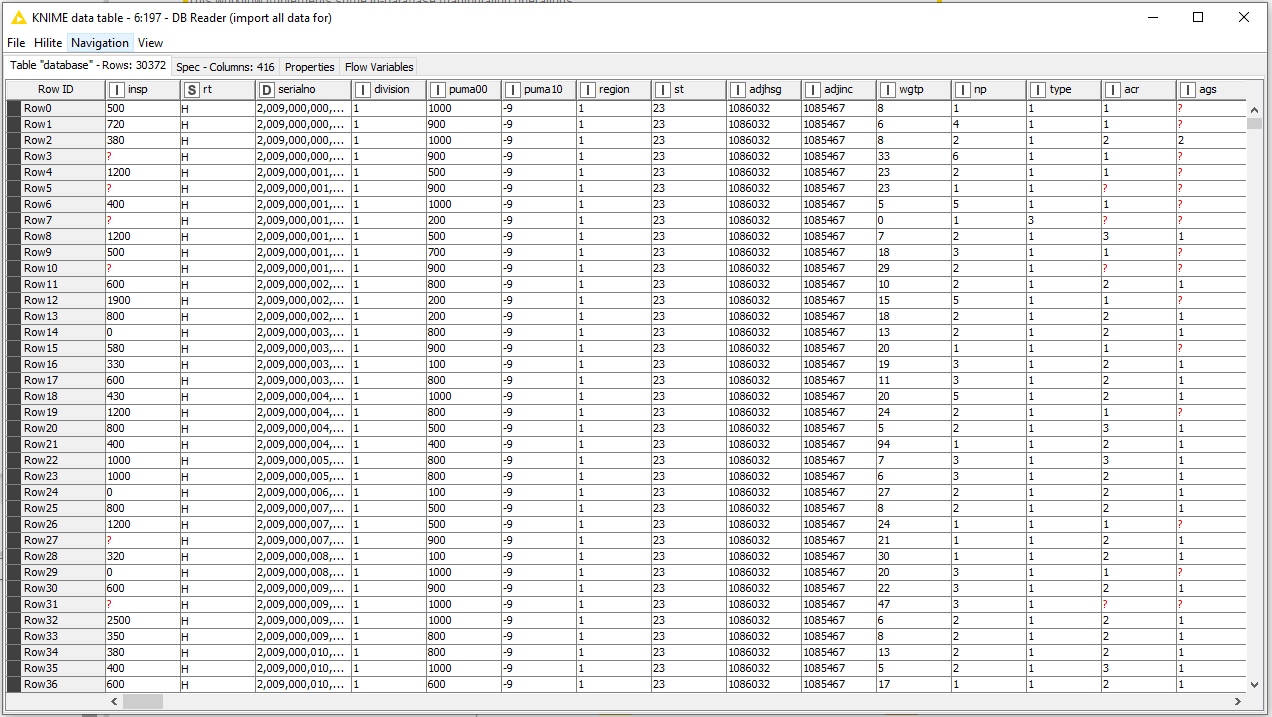 KNIME data table - 6:197 - DB Reader (import all data for)
File Hilite Navigation View
Table "database" - Rows: 30372 Spec - Columns: 416 Properties Flow Variables
Row ID I insp S rt D serialno I division I puma00 I puma10 I region I st I adjhsg I adjinc I wgtp I np I type I acr I ags
Row0 500 H 2,009,000,000,... 1 1000 -9 1 23 1086032 1085467 8 1 1 1 ?
Row1 720 H 2,009,000,000,... 1 900 -9 1 23 1086032 1085467 6 4 1 1 ?
Row2 380 H 2,009,000,000,... 1 1000 -9 1 23 1086032 1085467 8 2 1 2 2
Row3 ? H 2,009,000,000,... 1 900 -9 1 23 1086032 1085467 33 6 1 1 ?
Row4 1200 H 2,009,000,001,... 1 500 -9 1 23 1086032 1085467 23 2 1 1 ?
Row5 ? H 2,009,000,001,... 1 900 -9 1 23 1086032 1085467 23 1 1 ? ?
Row6 400 H 2,009,000,001,... 1 1000 -9 1 23 1086032 1085467 5 5 1 1 ?
Row7 ? H 2,009,000,001,... 1 200 -9 1 23 1086032 1085467 0 1 3 ? ?
Row8 1200 H 2,009,000,001,... 1 500 -9 1 23 1086032 1085467 7 2 1 3 1
Row9 500 H 2,009,000,001,... 1 700 -9 1 23 1086032 1085467 18 3 1 1 ?
Row10 ? H 2,009,000,001,... 1 900 -9 1 23 1086032 1085467 29 2 1 ? ?
Row11 600 H 2,009,000,002,... 1 800 -9 1 23 1086032 1085467 10 2 1 2 1
Row12 1900 H 2,009,000,002,... 1 200 -9 1 23 1086032 1085467 15 5 1 1 ?
Row13 800 H 2,009,000,002,... 1 200 -9 1 23 1086032 1085467 18 2 1 2 1
Row14 0 H 2,009,000,003,... 1 800 -9 1 23 1086032 1085467 13 2 1 2 1
Row15 580 H 2,009,000,003,... 1 900 -9 1 23 1086032 1085467 20 1 1 1 ?
Row16 330 H 2,009,000,003,... 1 100 -9 1 23 1086032 1085467 19 3 1 2 1
Row17 600 H 2,009,000,003,... 1 800 -9 1 23 1086032 1085467 11 3 1 2 1
Row18 430 H 2,009,000,004,... 1 1000 -9 1 23 1086032 1085467 20 5 1 2 1
Row19 1200 H 2,009,000,004,... 1 800 -9 1 23 1086032 1085467 24 2 1 1 ?
Row20 800 H 2,009,000,004,... 1 500 -9 1 23 1086032 1085467 5 2 1 3 1
Row21 400 H 2,009,000,004,... 1 400 -9 1 23 1086032 1085467 94 1 1 2 1
Row22 1000 H 2,009,000,005,... 1 800 -9 1 23 1086032 1085467 7 3 1 3 1
Row23 1000 H 2,009,000,005,... 1 800 -9 1 23 1086032 1085467 6 3 1 2 1
Row24 0 H 2,009,000,006,... 1 100 -9 1 23 1086032 1085467 27 2 1 2 1
Row25 800 H 2,009,000,007,... 1 500 -9 1 23 1086032 1085467 8 2 1 2 1
Row26 1200 H 2,009,000,007,... 1 500 -9 1 23 1086032 1085467 24 1 1 1 ?
Row27 ? H 2,009,000,007,... 1 900 -9 1 23 1086032 1085467 21 1 1 2 1
Row28 320 H 2,009,000,008,... 1 100 -9 1 23 1086032 1085467 30 1 1 2 1
Row29 0 H 2,009,000,008,... 1 1000 -9 1 23 1086032 1085467 20 3 1 1 ?
Row30 600 H 2,009,000,009,... 1 900 -9 1 23 1086032 1085467 22 3 1 2 1
Row31 ? H 2,009,000,009,... 1 1000 -9 1 23 1086032 1085467 47 3 1 ? ?
Row32 2500 H 2,009,000,009,... 1 1000 -9 1 23 1086032 1085467 6 2 1 2 1
Row33 350 H 2,009,000,009,... 1 800 -9 1 23 1086032 1085467 8 2 1 2 1
Row34 380 H 2,009,000,010,... 1 800 -9 1 23 1086032 1085467 13 2 1 2 1
Row35 400 H 2,009,000,010,... 1 1000 -9 1 23 1086032 1085467 5 2 1 3 1
Row36 600 H 2,009,000,010,... 1 600 -9 1 23 1086032 1085467 17 1 1 2 1